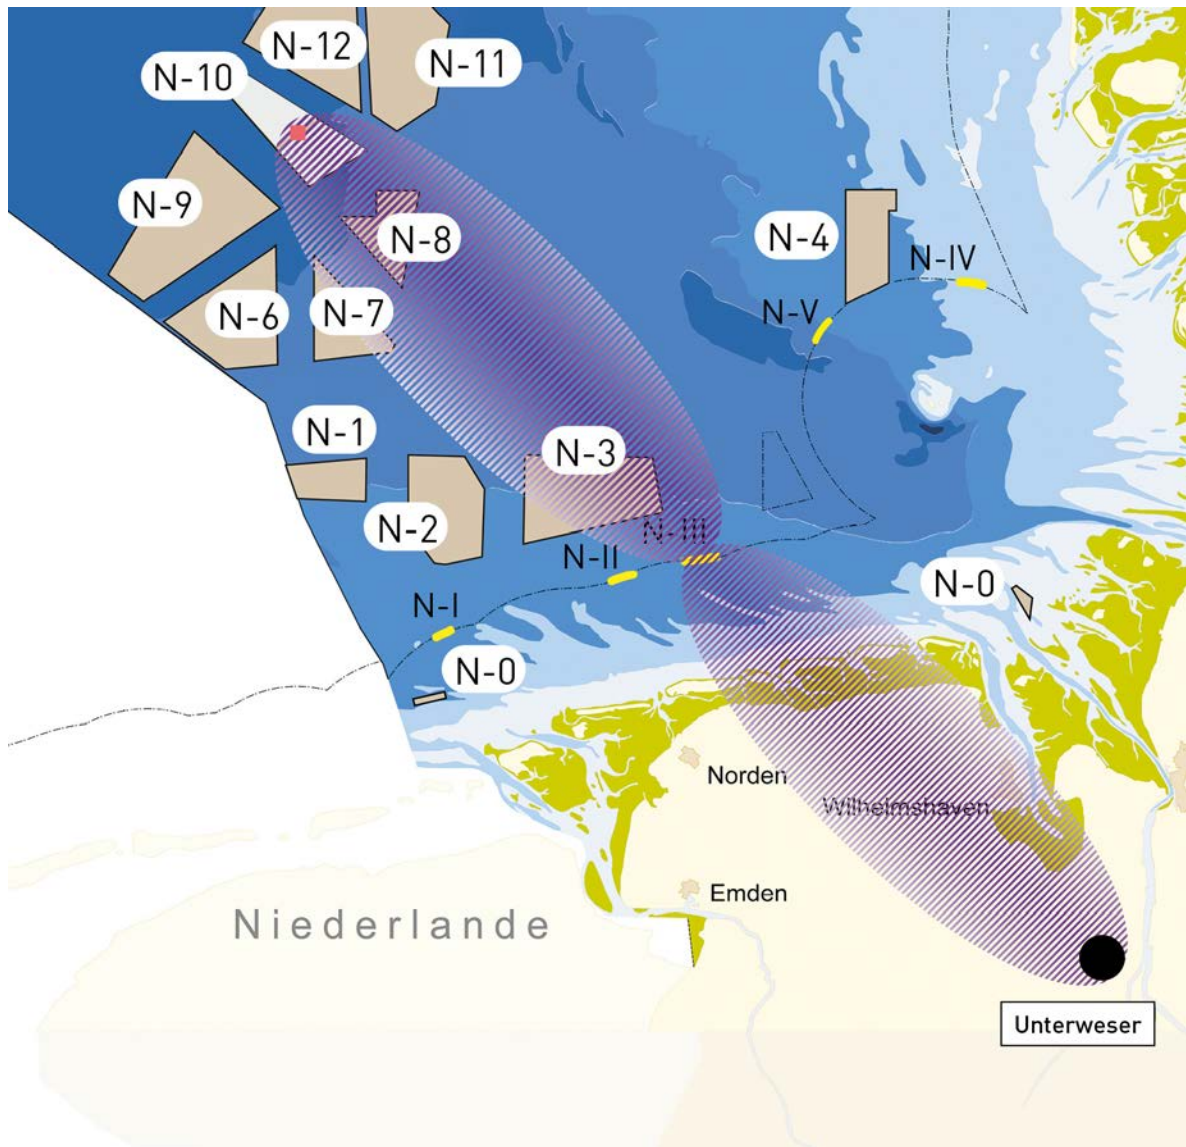 N-12
N-11
N-10
N-9
N-8
N-4
N-IV
N-6
N-7
N-V
N-1
N-3
N-2
N-III
N-II
N-0
N-I
N-0
Norden
Wilhelmshaven
Emden
Niederlande
Unterweser